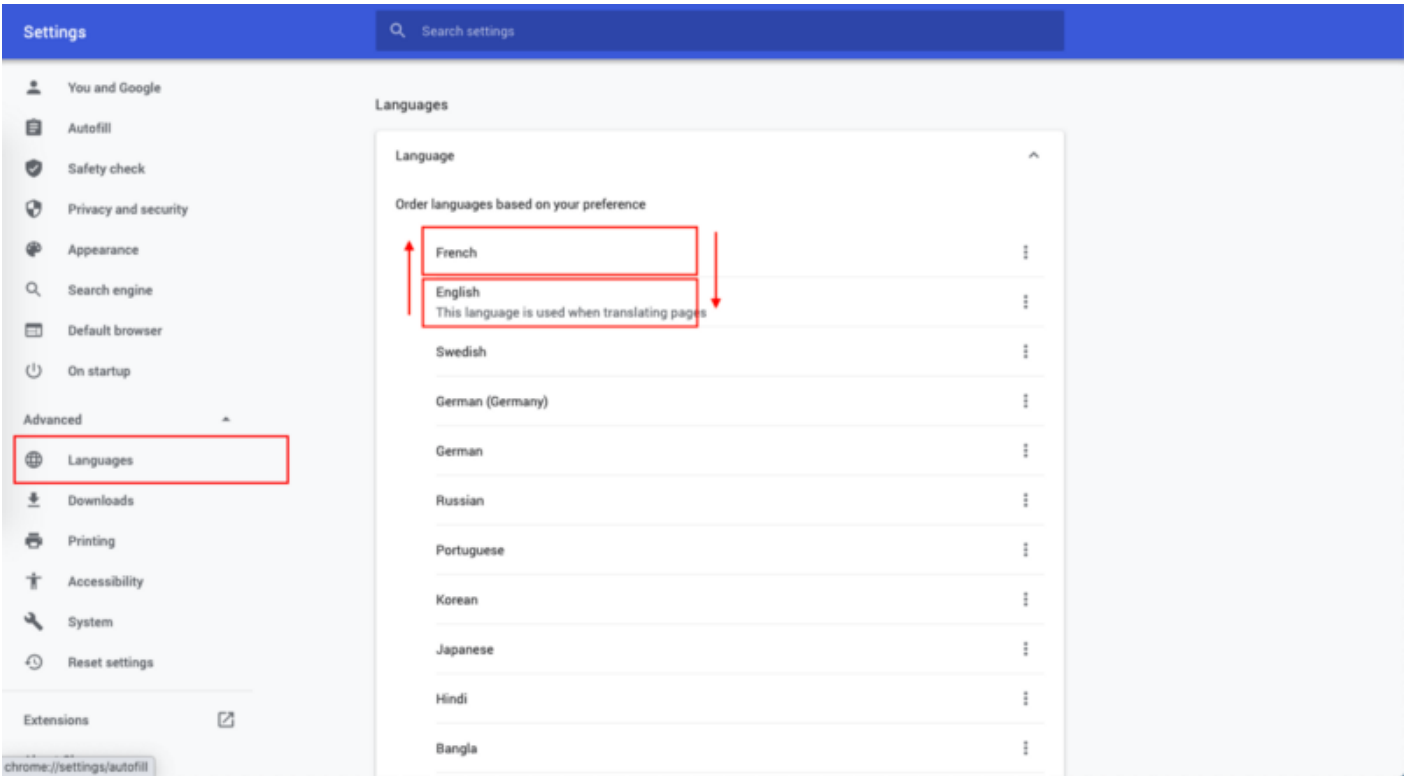 Settings
Search settings
You and Google
Autofill
Safety check
Privacy and security
Appearance
Search engine
Default browser
On startup
Advanced
Languages
Downloads
Printing
Accessibility
System
Reset settings
Extensions
chrome://settings/autofill
Languages
Language
Order languages based on your preference
French
English
This language is used when translating pages
Swedish
German (Germany)
German
Russian
Portuguese
Korean
Japanese
Hindi
Bangla